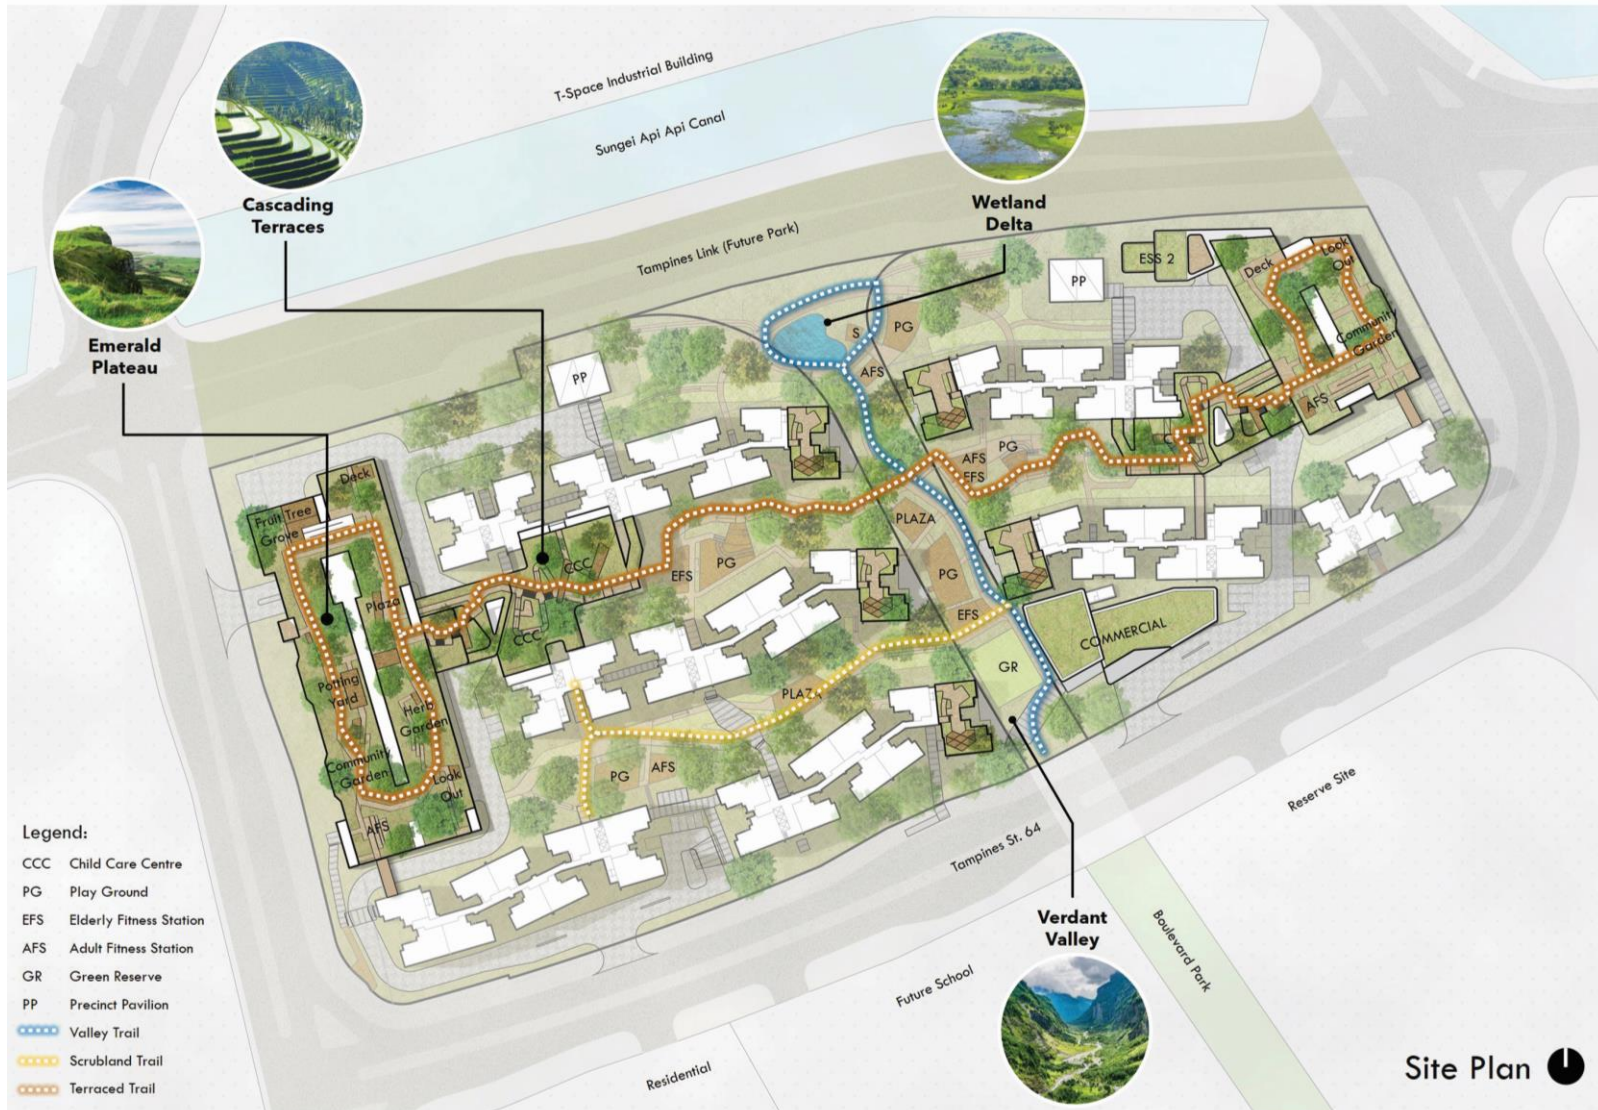 T-Space Industrial Building
Sungei Api Api Canal
Cascading
Terraces
Wetland
Delta
Tampines Link (Future Park)
Emerald
Plateau
ESS 2
PP
Deck
Look
Out
Community
Garden
PG
S
AFS
PP
AFS
PG
AFS
EFS
Deck
Fruit Tree
Grove
PLAZA
CCC
EFS
PG
PG
Plaza
CCC
EFS
COMMERCIAL
GR
Potting
Yard
Herb
Garden
PLAZA
Community
Garden
Look
Out
PG
AFS
AFS
Tampines St. 64
Reserve Site
Verdant
Valley
Boulevard Park
Future School
Residential
Legend:
CCC Child Care Centre
PG Play Ground
EFS Elderly Fitness Station
AFS Adult Fitness Station
GR Green Reserve
PP Precinct Pavilion
Valley Trail
Scrubland Trail
Terraced Trail
Site Plan